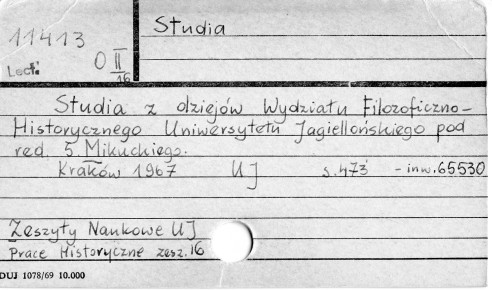 11413
Studia
Lect.
O II
16
Studia z dziejów Wydziału Filozoficzno-
Historycznego Uniwersytetu Jagiellońskiego pod
red. S. Mikuckiego.
Kraków 1967 UJ s. 473 - inw. 65530
Zeszyty Naukowe UJ
Prace Historyczne zesz. 16
DUJ 1078/69 10.000